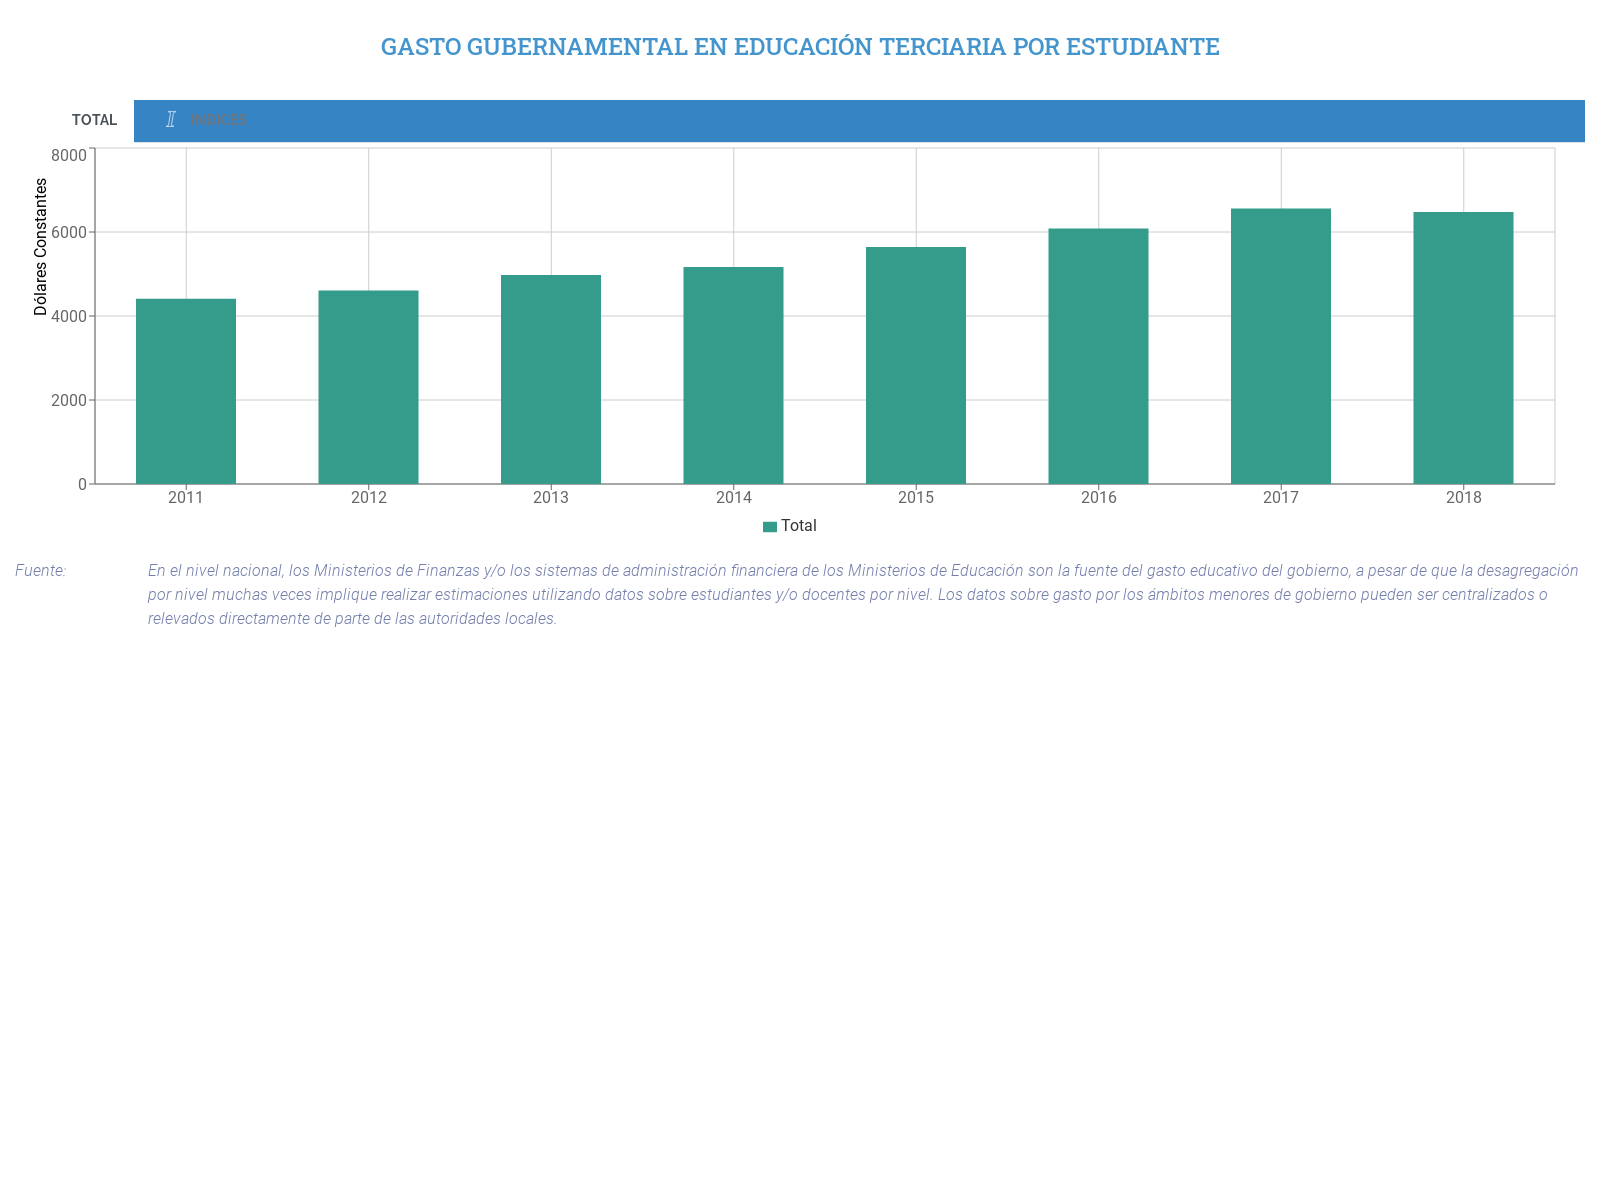 GASTO GUBERNAMENTAL EN EDUCACIÓN TERCIARIA POR ESTUDIANTE
TOTAL
I INDICES
8000
6000
4000
2000
0
Dólares Constantes
2011 2012 2013 2014 2015 2016 2017 2018
Total
Fuente: En el nivel nacional, los Ministerios de Finanzas y/o los sistemas de administración financiera de los Ministerios de Educación son la fuente del gasto educativo del gobierno, a pesar de que la desagregación
por nivel muchas veces implique realizar estimaciones utilizando datos sobre estudiantes y/o docentes por nivel. Los datos sobre gasto por los ámbitos menores de gobierno pueden ser centralizados o
relevados directamente de parte de las autoridades locales.